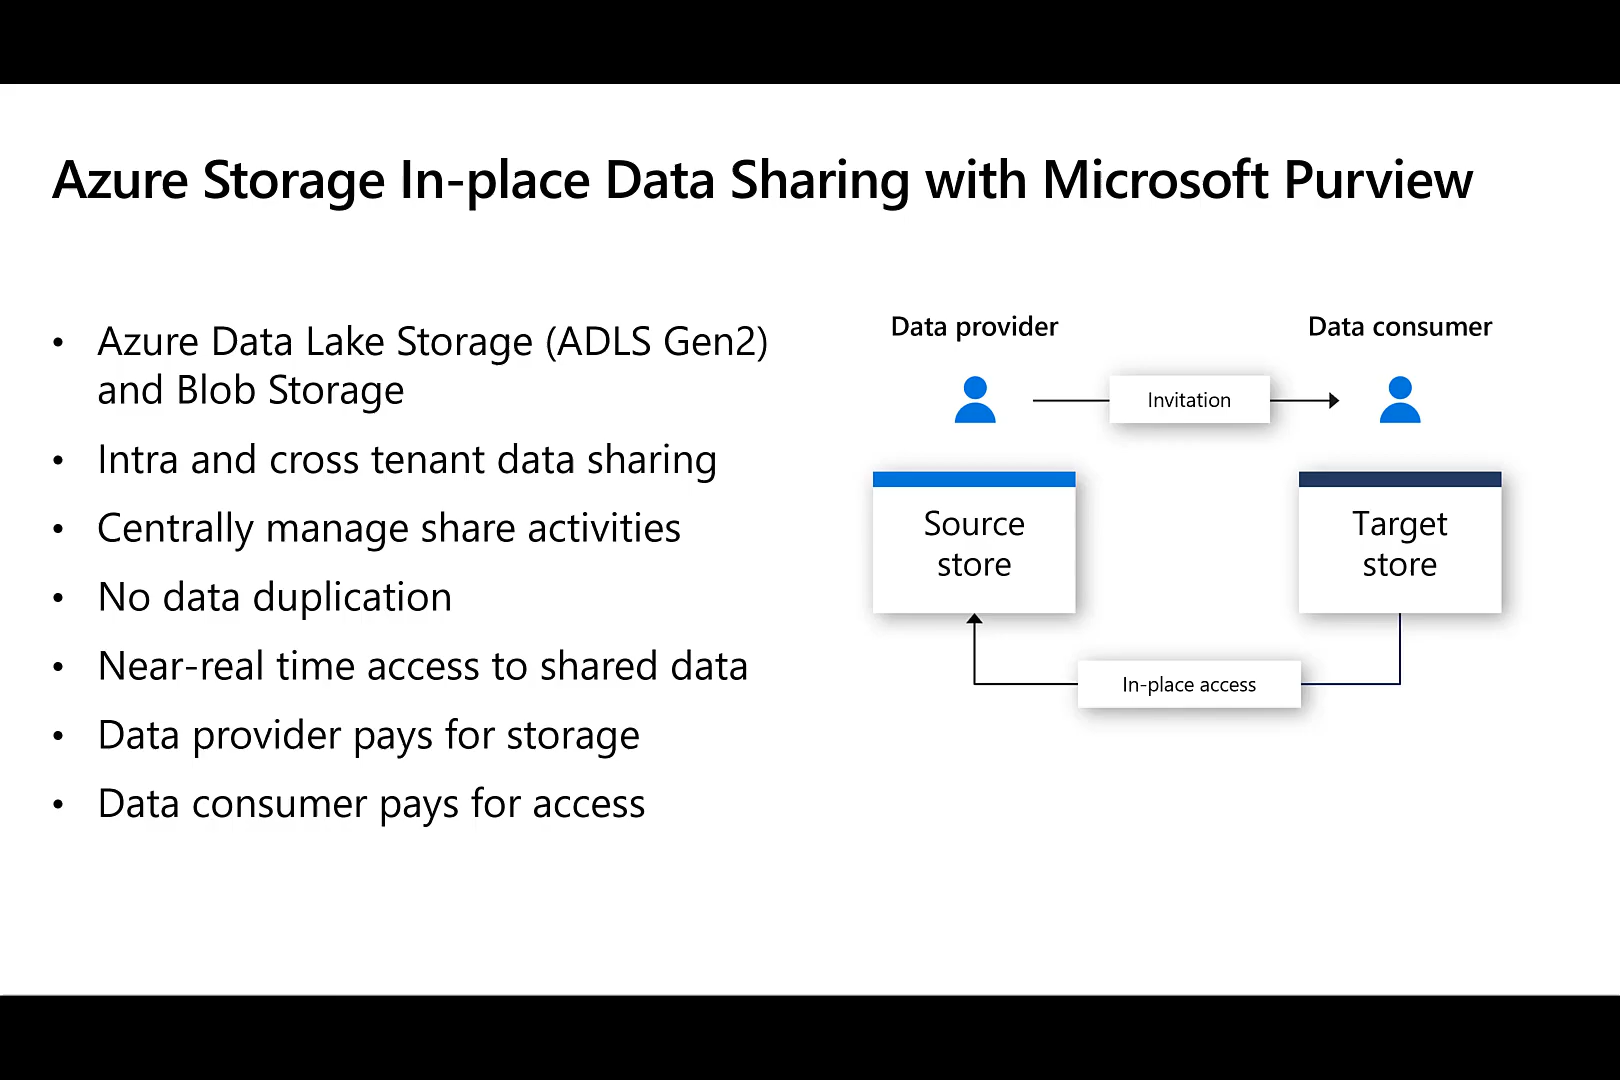 Azure Storage In-place Data Sharing with Microsoft Purview
• Azure Data Lake Storage (ADLS Gen2)
and Blob Storage
• Intra and cross tenant data sharing
• Centrally manage share activities
• No data duplication
• Near-real time access to shared data
• Data provider pays for storage
• Data consumer pays for access
Data provider
Data consumer
Invitation
Source
store
Target
store
In-place access